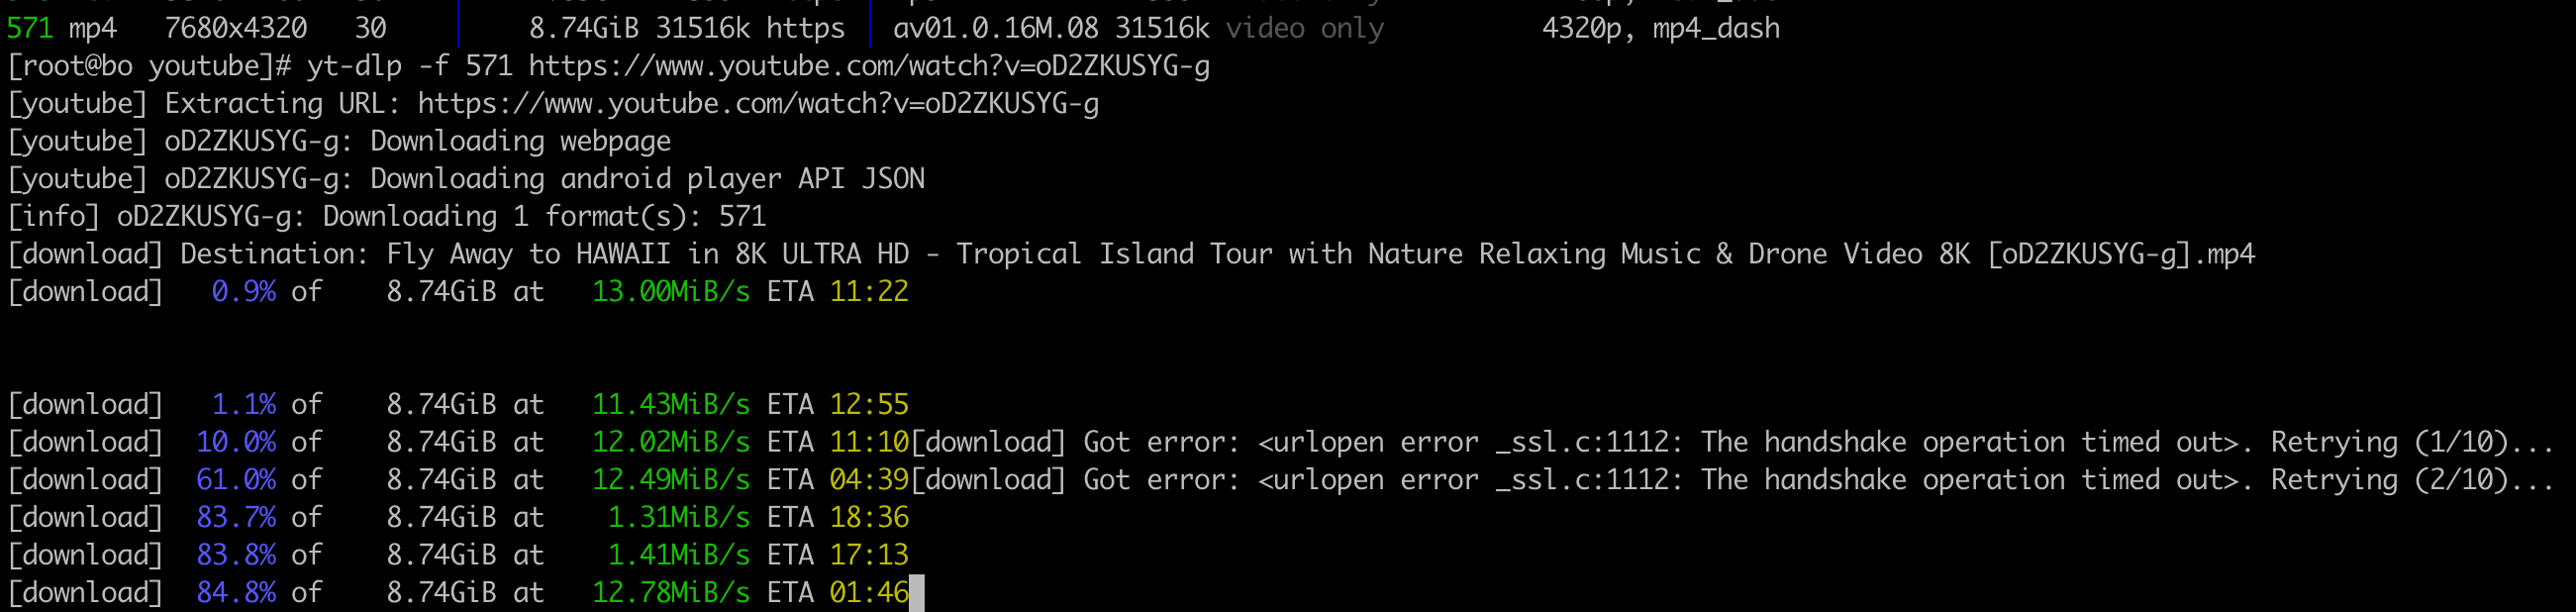 571 mp4   7680x4320   30      │    8.74GiB 31516k https │ av01.0.16M.08 31516k video only          4320p, mp4_dash
[root@bo youtube]# yt-dlp -f 571 https://www.youtube.com/watch?v=oD2ZKUSYG-g
[youtube] Extracting URL: https://www.youtube.com/watch?v=oD2ZKUSYG-g
[youtube] oD2ZKUSYG-g: Downloading webpage
[youtube] oD2ZKUSYG-g: Downloading android player API JSON
[info] oD2ZKUSYG-g: Downloading 1 format(s): 571
[download] Destination: Fly Away to HAWAII in 8K ULTRA HD - Tropical Island Tour with Nature Relaxing Music & Drone Video 8K [oD2ZKUSYG-g].mp4
[download]   0.9% of    8.74GiB at   13.00MiB/s ETA 11:22
[download]   1.1% of    8.74GiB at   11.43MiB/s ETA 12:55
[download]  10.0% of    8.74GiB at   12.02MiB/s ETA 11:10[download] Got error: <urlopen error _ssl.c:1112: The handshake operation timed out>. Retrying (1/10)...
[download]  61.0% of    8.74GiB at   12.49MiB/s ETA 04:39[download] Got error: <urlopen error _ssl.c:1112: The handshake operation timed out>. Retrying (2/10)...
[download]  83.7% of    8.74GiB at    1.31MiB/s ETA 18:36
[download]  83.8% of    8.74GiB at    1.41MiB/s ETA 17:13
[download]  84.8% of    8.74GiB at   12.78MiB/s ETA 01:46